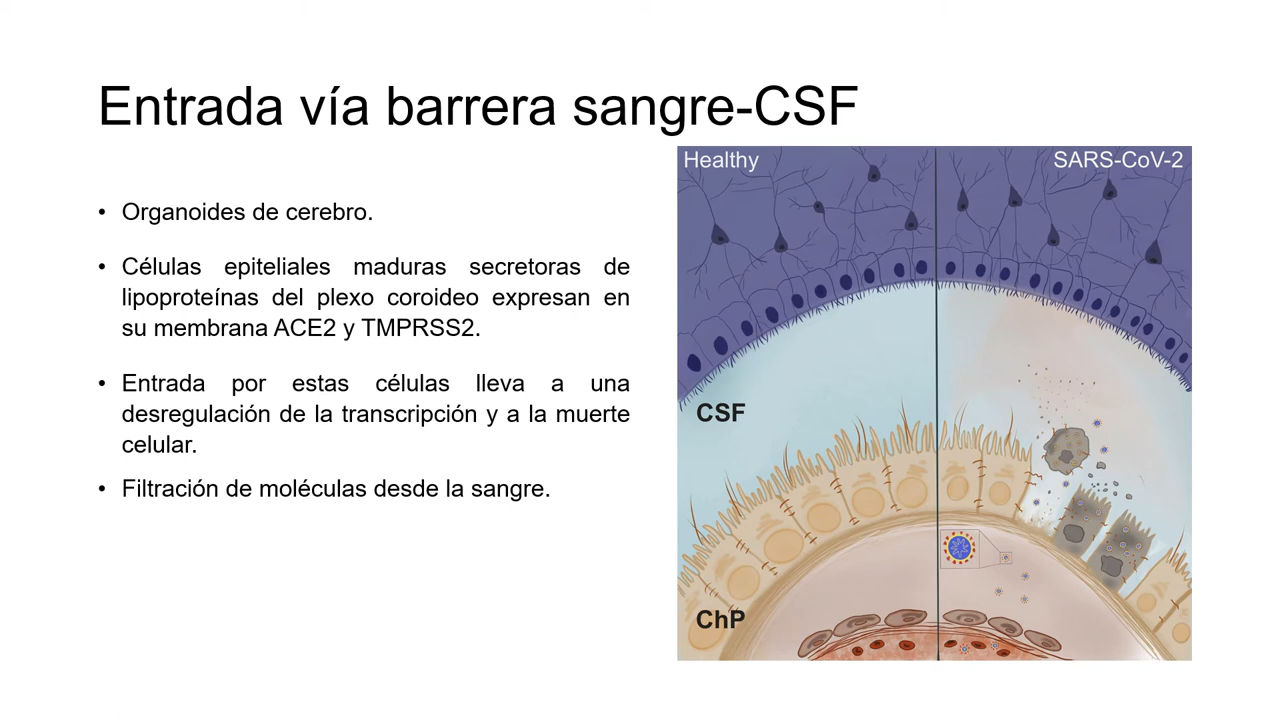 Entrada vía barrera sangre-CSF
• Organoides de cerebro.
• Células epiteliales maduras secretoras de
lipoproteínas del plexo coroideo expresan en
su membrana ACE2 y TMPRSS2.
• Entrada por estas células lleva a una
desregulación de la transcripción y a la muerte
celular.
• Filtración de moléculas desde la sangre.
Healthy
SARS-CoV-2
CSF
ChP